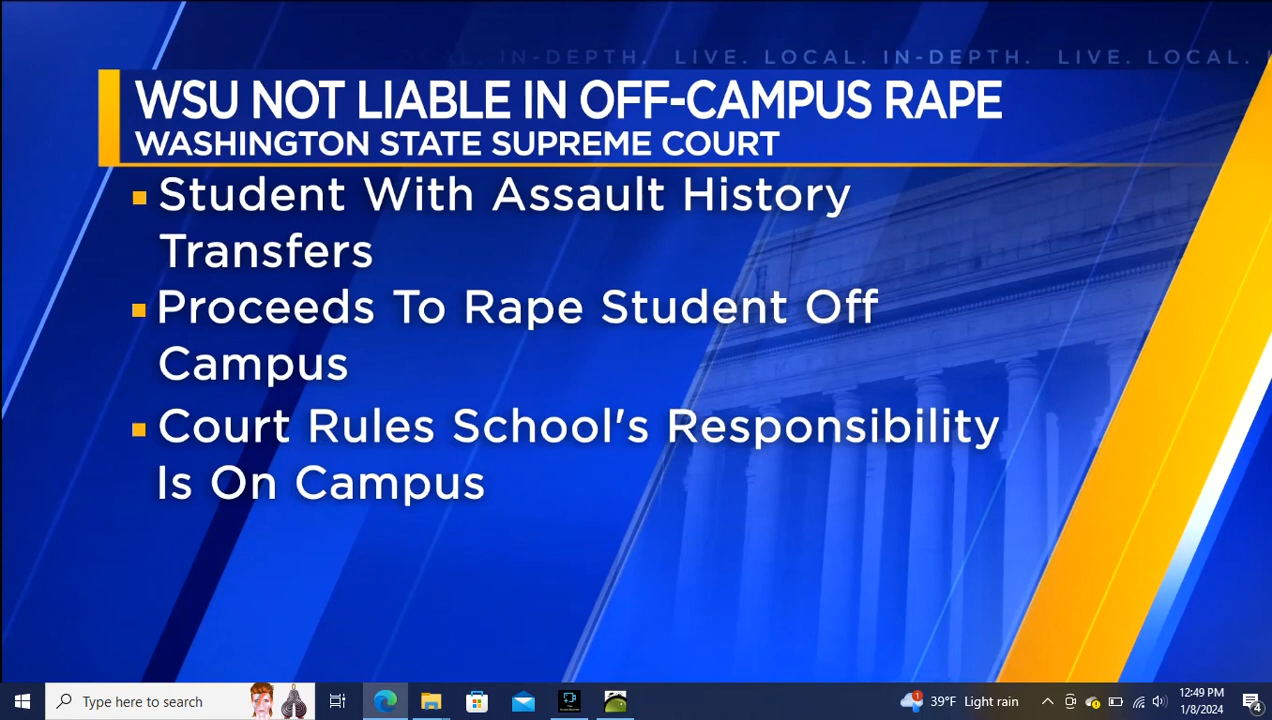 IN-DEPTH. LIVE. LOCAL. IN-DEPTH. LIVE. LOCAL.
WSU NOT LIABLE IN OFF-CAMPUS RAPE
WASHINGTON STATE SUPREME COURT
Student With Assault History
Transfers
Proceeds To Rape Student Off
Campus
Court Rules School's Responsibility
Is On Campus
Type here to search
1
39°F Light rain
12:49 PM
1/8/2024
4